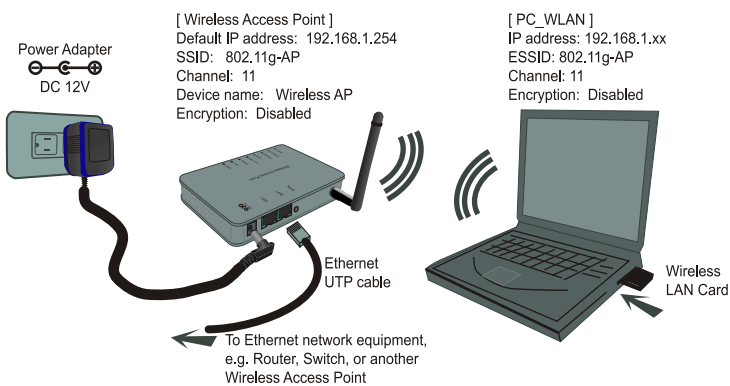 Power Adapter
DC 12V
[ Wireless Access Point ]
Default IP address: 192.168.1.254
SSID: 802.11g-AP
Channel: 11
Device name: Wireless AP
Encryption: Disabled
[ PC_WLAN ]
IP address: 192.168.1.xx
ESSID: 802.11g-AP
Channel: 11
Encryption: Disabled
Ethernet
UTP cable
Wireless
LAN Card
To Ethernet network equipment,
e.g. Router, Switch, or another
Wireless Access Point